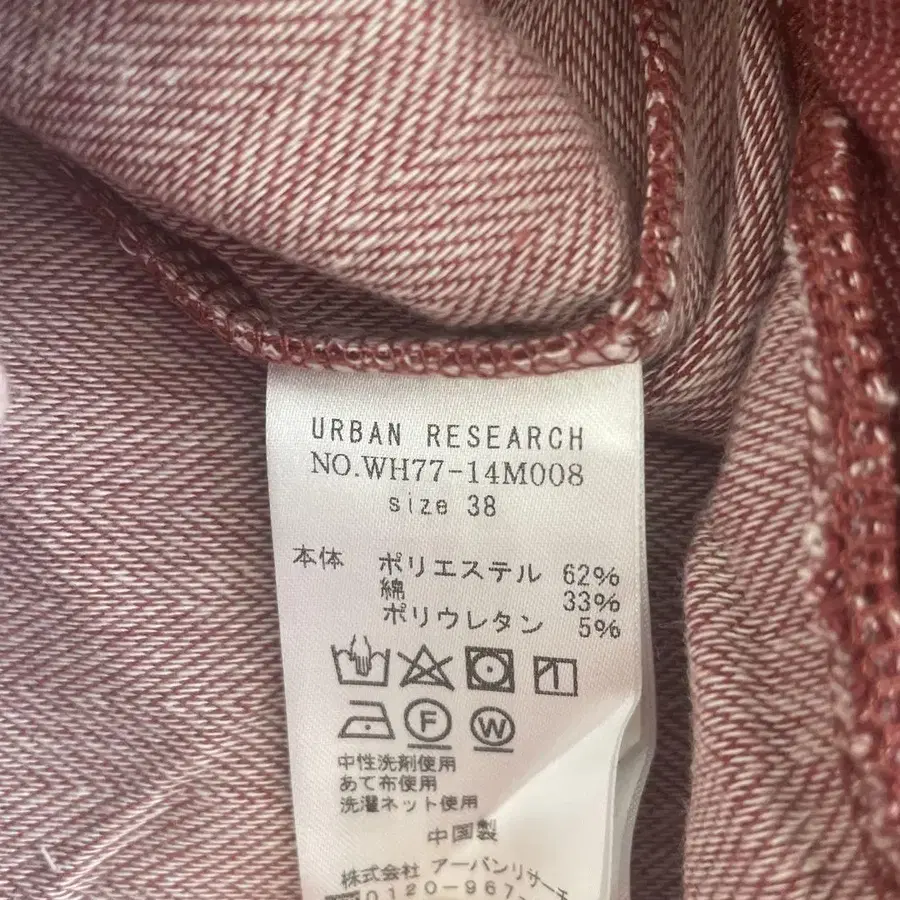 URBAN RESEARCH
NO.WH77-14M008
size 38
本体 ポリエステル 62%
綿 33%
ポリウレタン 5%
F W
中性洗剤使用
あて布使用
洗濯ネット使用
中国製
株式会社 アーバンリサーチ
0120-967-